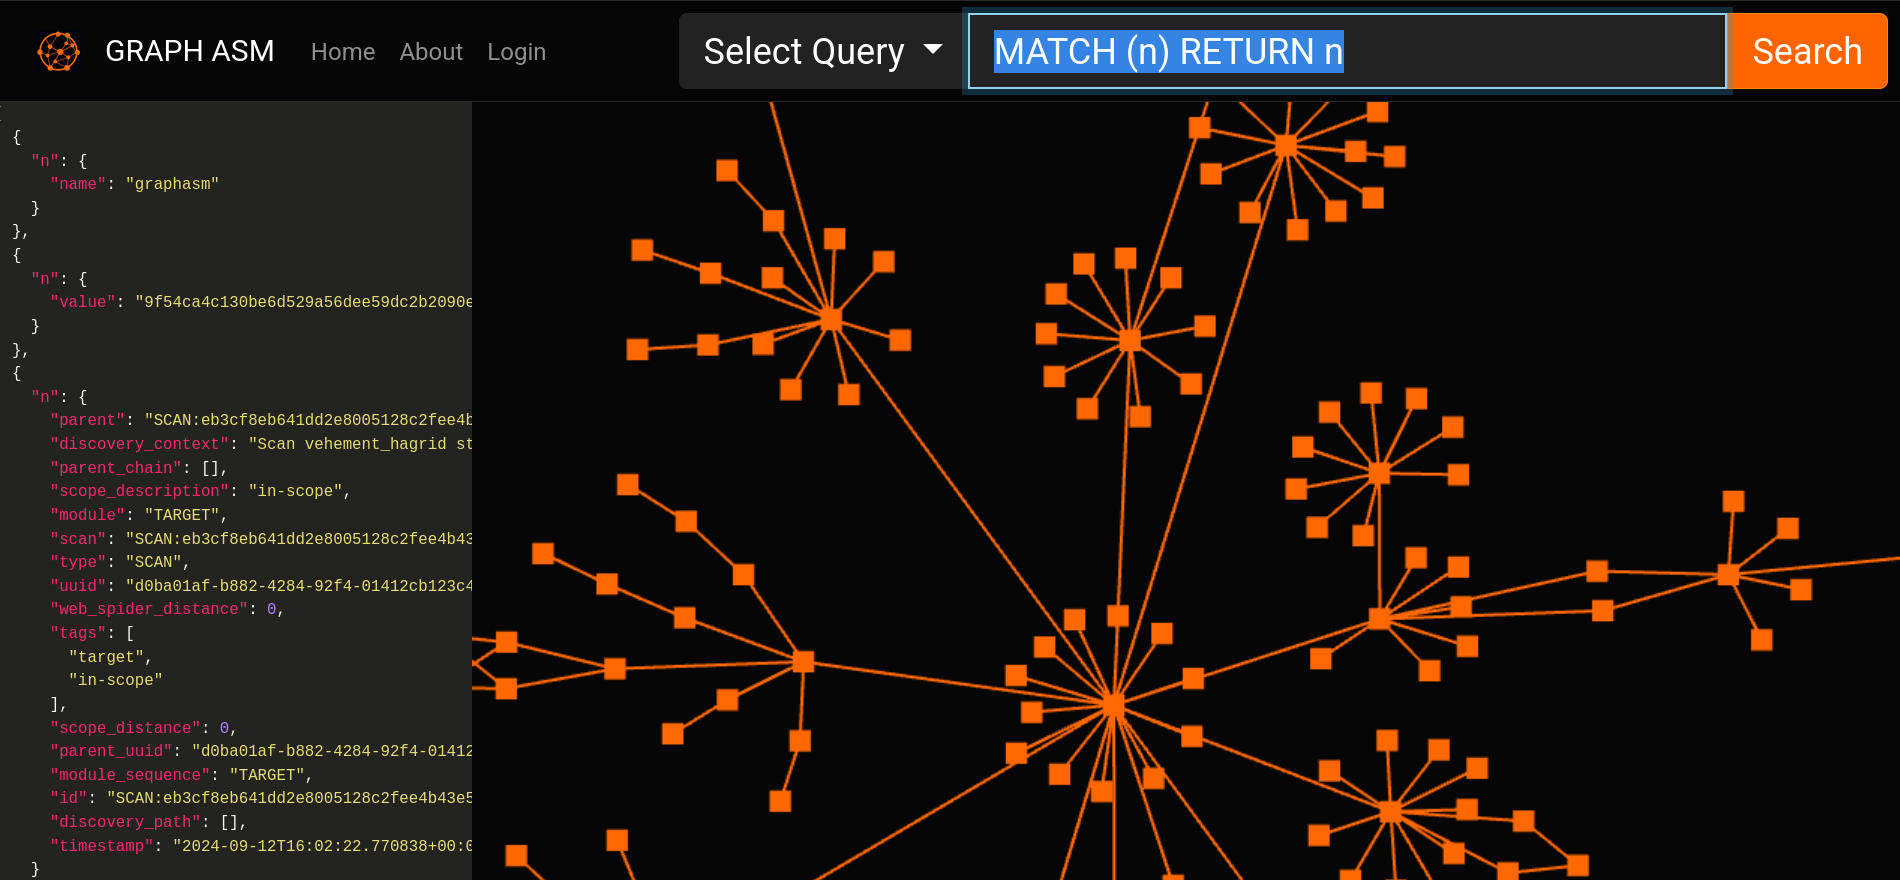 GRAPH ASM Home About Login Select Query MATCH (n) RETURN n Search
{
"n": {
"name": "graphasm"
}
},
{
"n": {
"value": "9f54ca4c130be6d529a56dee59dc2b2090e
}
},
{
"n": {
"parent": "SCAN:eb3cf8eb641dd2e8005128c2fee4b
"discovery_context": "Scan vehement_hagrid st
"parent_chain": [],
"scope_description": "in-scope",
"module": "TARGET",
"scan": "SCAN:eb3cf8eb641dd2e8005128c2fee4b43
"type": "SCAN",
"uuid": "d0ba01af-b882-4284-92f4-01412cb123c4
"web_spider_distance": 0,
"tags": [
"target",
"in-scope"
],
"scope_distance": 0,
"parent_uuid": "d0ba01af-b882-4284-92f4-01412
"module_sequence": "TARGET",
"id": "SCAN:eb3cf8eb641dd2e8005128c2fee4b43e5
"discovery_path": [],
"timestamp": "2024-09-12T16:02:22.770838+00:0
}